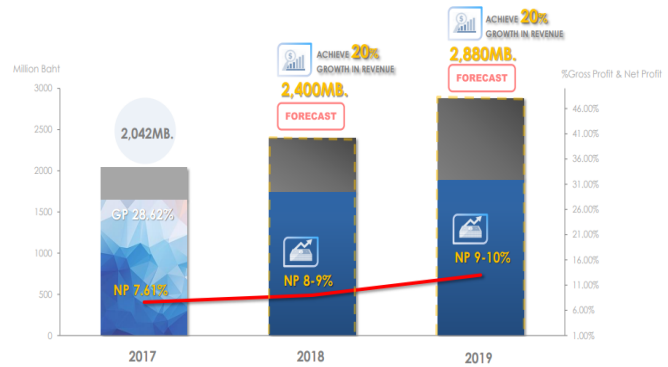 ACHIEVE 20%
GROWTH IN REVENUE
2,880MB.
FORECAST
ACHIEVE 20%
GROWTH IN REVENUE
2,400MB.
FORECAST
Million Baht
%Gross Profit & Net Profit
3000
2500
2000
1500
1000
500
0
2,042MB.
GP 28.62%
NP 7.61%
NP 8-9%
NP 9-10%
46.00%
41.00%
36.00%
31.00%
26.00%
21.00%
16.00%
11.00%
6.00%
1.00%
2017
2018
2019